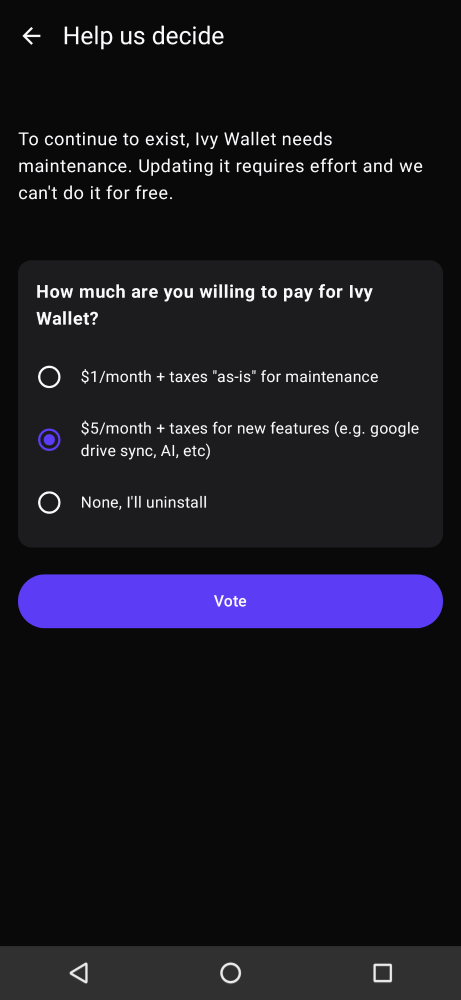 Help us decide
To continue to exist, Ivy Wallet needs
maintenance. Updating it requires effort and we
can't do it for free.
How much are you willing to pay for Ivy
Wallet?
$1/month + taxes "as-is" for maintenance
$5/month + taxes for new features (e.g. google
drive sync, AI, etc)
None, I'll uninstall
Vote